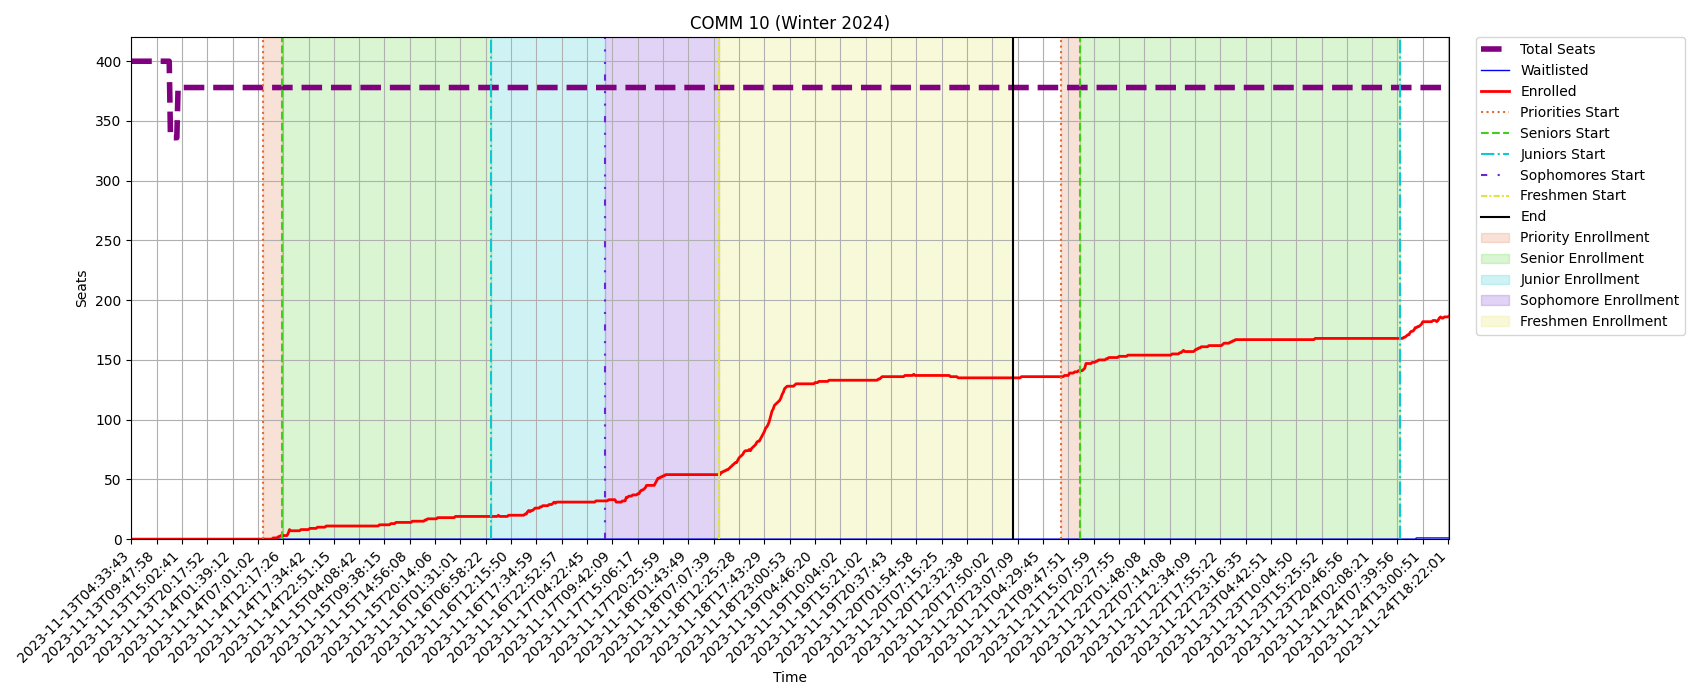 COMM 10 (Winter 2024)
Total Seats
Waitlisted
Enrolled
Priorities Start
Seniors Start
Juniors Start
Sophomores Start
Freshmen Start
End
Priority Enrollment
Senior Enrollment
Junior Enrollment
Sophomore Enrollment
Freshmen Enrollment
Seats
400
350
300
250
200
150
100
50
0
2023-11-13T04:33:43
2023-11-13T09:47:58
2023-11-13T15:02:41
2023-11-13T20:17:52
2023-11-14T01:39:12
2023-11-14T07:01:02
2023-11-14T12:17:26
2023-11-14T17:34:42
2023-11-14T22:51:15
2023-11-15T04:08:42
2023-11-15T09:38:15
2023-11-15T14:56:08
2023-11-15T20:14:06
2023-11-16T01:31:01
2023-11-16T06:58:22
2023-11-16T12:15:50
2023-11-16T17:34:59
2023-11-16T22:52:57
2023-11-17T04:22:45
2023-11-17T09:42:09
2023-11-17T15:06:17
2023-11-17T20:25:59
2023-11-18T01:43:49
2023-11-18T07:07:39
2023-11-18T12:25:28
2023-11-18T17:43:29
2023-11-18T23:00:53
2023-11-19T04:46:20
2023-11-19T10:04:02
2023-11-19T15:21:02
2023-11-19T20:37:43
2023-11-20T01:54:58
2023-11-20T07:15:25
2023-11-20T12:32:38
2023-11-20T17:50:02
2023-11-20T23:07:09
2023-11-21T04:29:45
2023-11-21T09:47:51
2023-11-21T15:07:59
2023-11-21T20:27:55
2023-11-22T01:48:08
2023-11-22T07:14:08
2023-11-22T12:34:09
2023-11-22T17:55:22
2023-11-22T23:16:35
2023-11-23T04:42:51
2023-11-23T10:04:50
2023-11-23T15:25:52
2023-11-23T20:46:56
2023-11-24T02:08:21
2023-11-24T07:39:56
2023-11-24T13:00:51
2023-11-24T18:22:01
Time